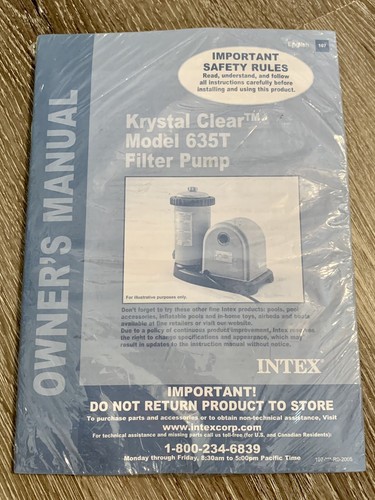 English 107
IMPORTANT
SAFETY RULES
Read, understand, and follow
all instructions carefully before
installing and using this product.
OWNER'S MANUAL
Krystal Clear™
Model 635T
Filter Pump
For illustrative purposes only.
Don't forget to try these other fine Intex products: pools, pool
accessories, inflatable pools and in-home toys, airbeds and boats
available at fine retailers or visit our website.
Due to a policy of continuous product improvement, Intex reserves
the right to change specifications and appearance, which may
result in updates to the instruction manual without notice.
INTEX
IMPORTANT!
DO NOT RETURN PRODUCT TO STORE
To purchase parts and accessories or to obtain non-technical assistance, Visit
www.intexcorp.com
For technical assistance and missing parts call us toll-free (for U.S. and Canadian Residents):
1-800-234-6839
Monday through Friday, 8:30am to 5:00pm Pacific Time